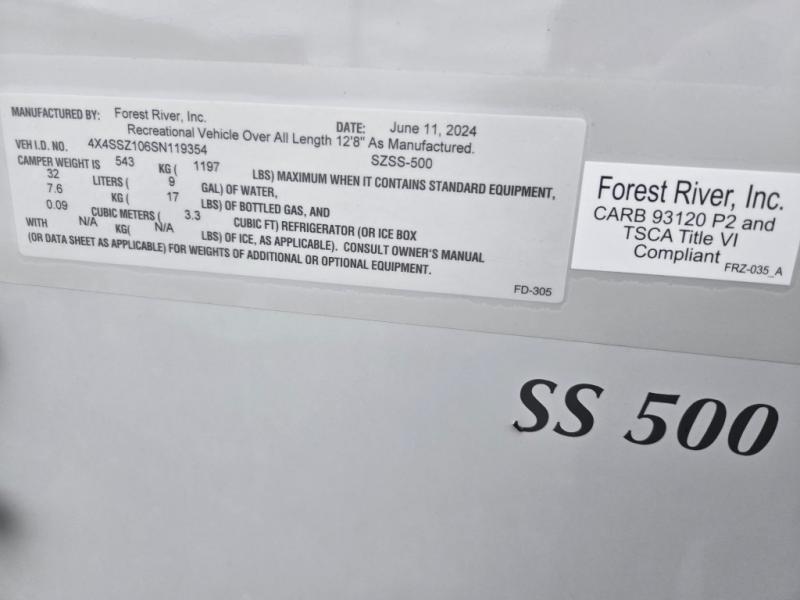 MANUFACTURED BY: Forest River, Inc. DATE: June 11, 2024
Recreational Vehicle Over All Length 12'8" As Manufactured.
VEH I.D. NO. 4X4SSZ106SN119354 SZSS-500
CAMPER WEIGHT IS 543 KG ( 1197 LBS) MAXIMUM WHEN IT CONTAINS STANDARD EQUIPMENT,
32 LITERS ( 9 GAL) OF WATER,
7.6 KG ( 17 LBS) OF BOTTLED GAS, AND
0.09 CUBIC METERS ( 3.3 CUBIC FT) REFRIGERATOR (OR ICE BOX
WITH N/A KG( N/A LBS) OF ICE, AS APPLICABLE). CONSULT OWNER'S MANUAL
(OR DATA SHEET AS APPLICABLE) FOR WEIGHTS OF ADDITIONAL OR OPTIONAL EQUIPMENT.
FD-305
Forest River, Inc.
CARB 93120 P2 and
TSCA Title VI
Compliant
FRZ-035_A
SS 500